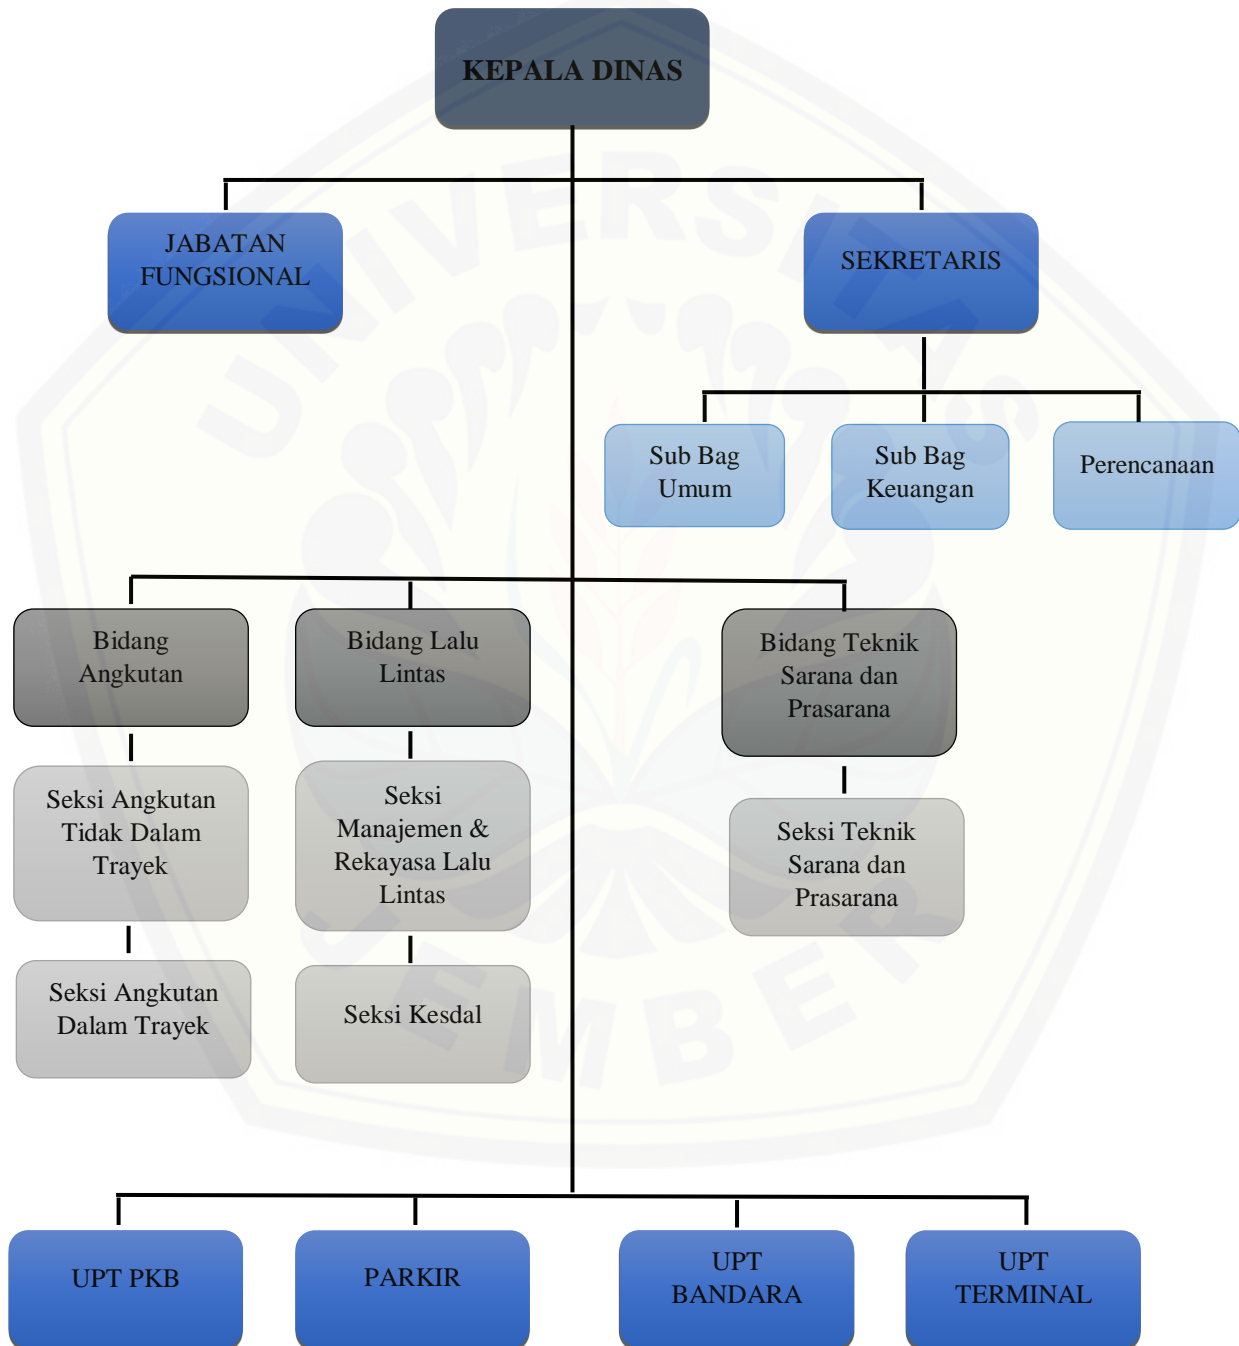 KEPALA DINAS
JABATAN
FUNGSIONAL
SEKRETARIS
Sub Bag
Umum
Sub Bag
Keuangan
Perencanaan
Bidang
Angkutan
Bidang Lalu
Lintas
Bidang Teknik
Sarana dan
Prasarana
Seksi Angkutan
Tidak Dalam
Trayek
Seksi
Manajemen &
Rekayasa Lalu
Lintas
Seksi Teknik
Sarana dan
Prasarana
Seksi Angkutan
Dalam Trayek
Seksi Kesdal
UPT PKB
PARKIR
UPT
BANDARA
UPT
TERMINAL
UNIVERSITAS
JEMBER